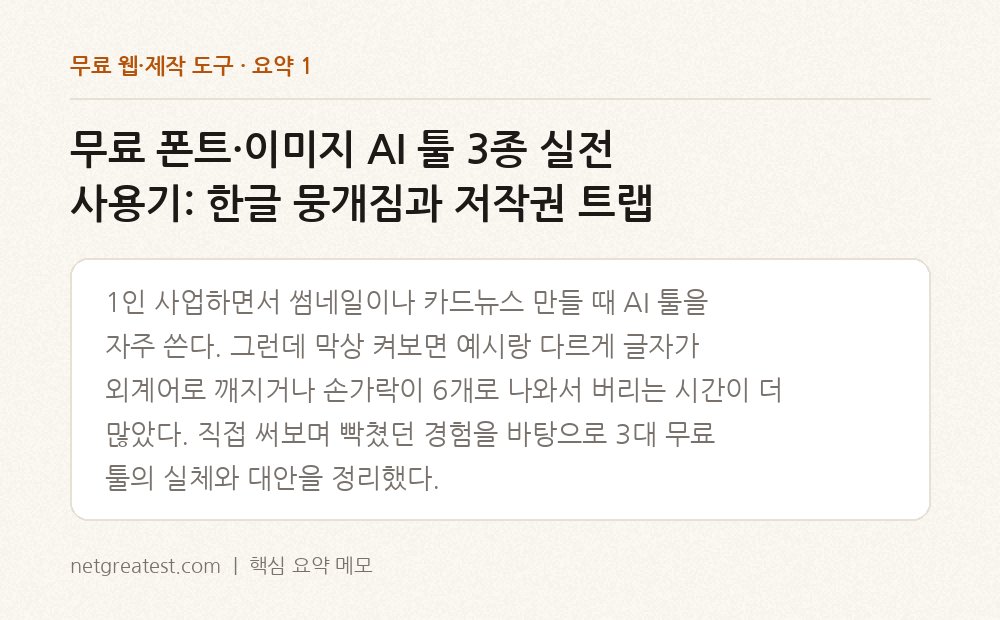 무료 웹·제작 도구 · 요약 1
무료 폰트·이미지 AI 툴 3종 실전
사용기: 한글 뭉개짐과 저작권 트랩
1인 사업하면서 썸네일이나 카드뉴스 만들 때 AI 툴을
자주 쓴다. 그런데 막상 켜보면 예시랑 다르게 글자가
외계어로 깨지거나 손가락이 6개로 나와서 버리는 시간이 더
많았다. 직접 써보며 빡쳤던 경험을 바탕으로 3대 무료
툴의 실체와 대안을 정리했다.
netgreatest.com | 핵심 요약 메모